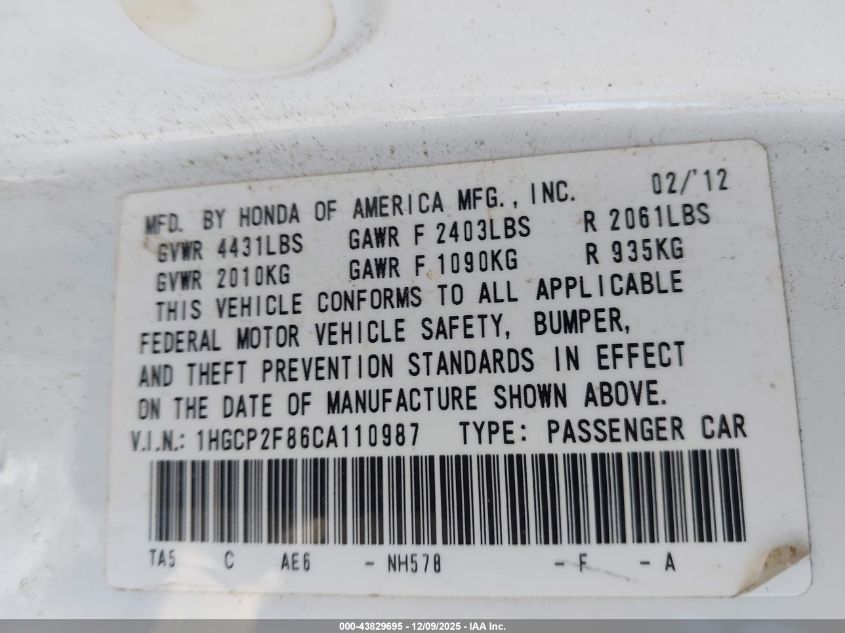 MFD. BY HONDA OF AMERICA MFG., INC. 02/'12
GVWR 4431LBS GAWR F 2403LBS R 2061LBS
GVWR 2010KG GAWR F 1090KG R 935KG
THIS VEHICLE CONFORMS TO ALL APPLICABLE
FEDERAL MOTOR VEHICLE SAFETY, BUMPER,
AND THEFT PREVENTION STANDARDS IN EFFECT
ON THE DATE OF MANUFACTURE SHOWN ABOVE.
V.I.N.: 1HGCP2F86CA110987 TYPE: PASSENGER CAR
TA5 C AE6 - NH578 - F - A
000-43829695 - 12/09/2025 - IAA Inc.